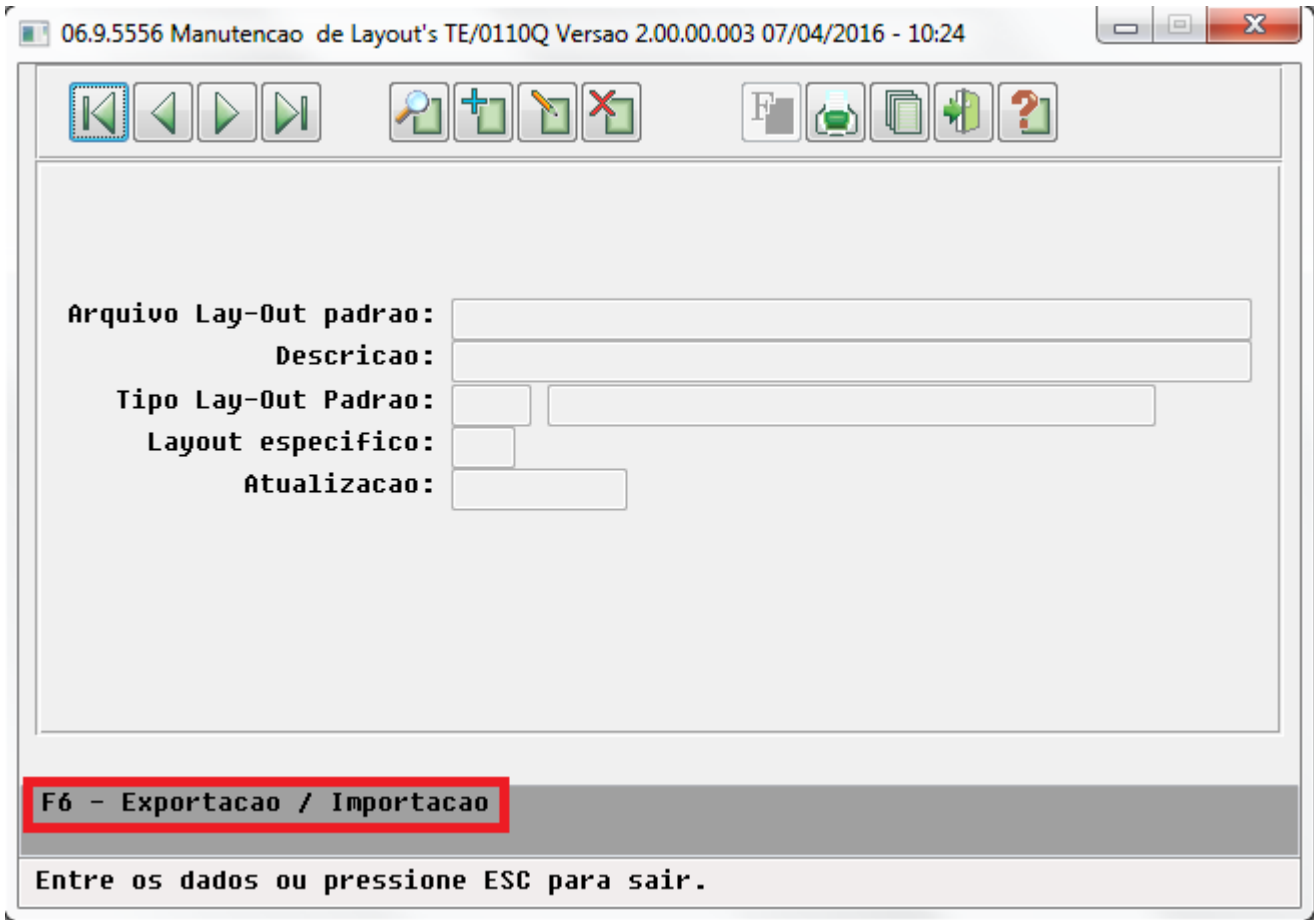 06.9.5556 Manutencao  de Layout's TE/0110Q Versao 2.00.00.003 07/04/2016 - 10:24
F
Arquivo Lay-Out padrao:
Descricao:
Tipo Lay-Out Padrao:
Layout especifico:
Atualizacao:
F6 - Exportacao / Importacao
Entre os dados ou pressione ESC para sair.